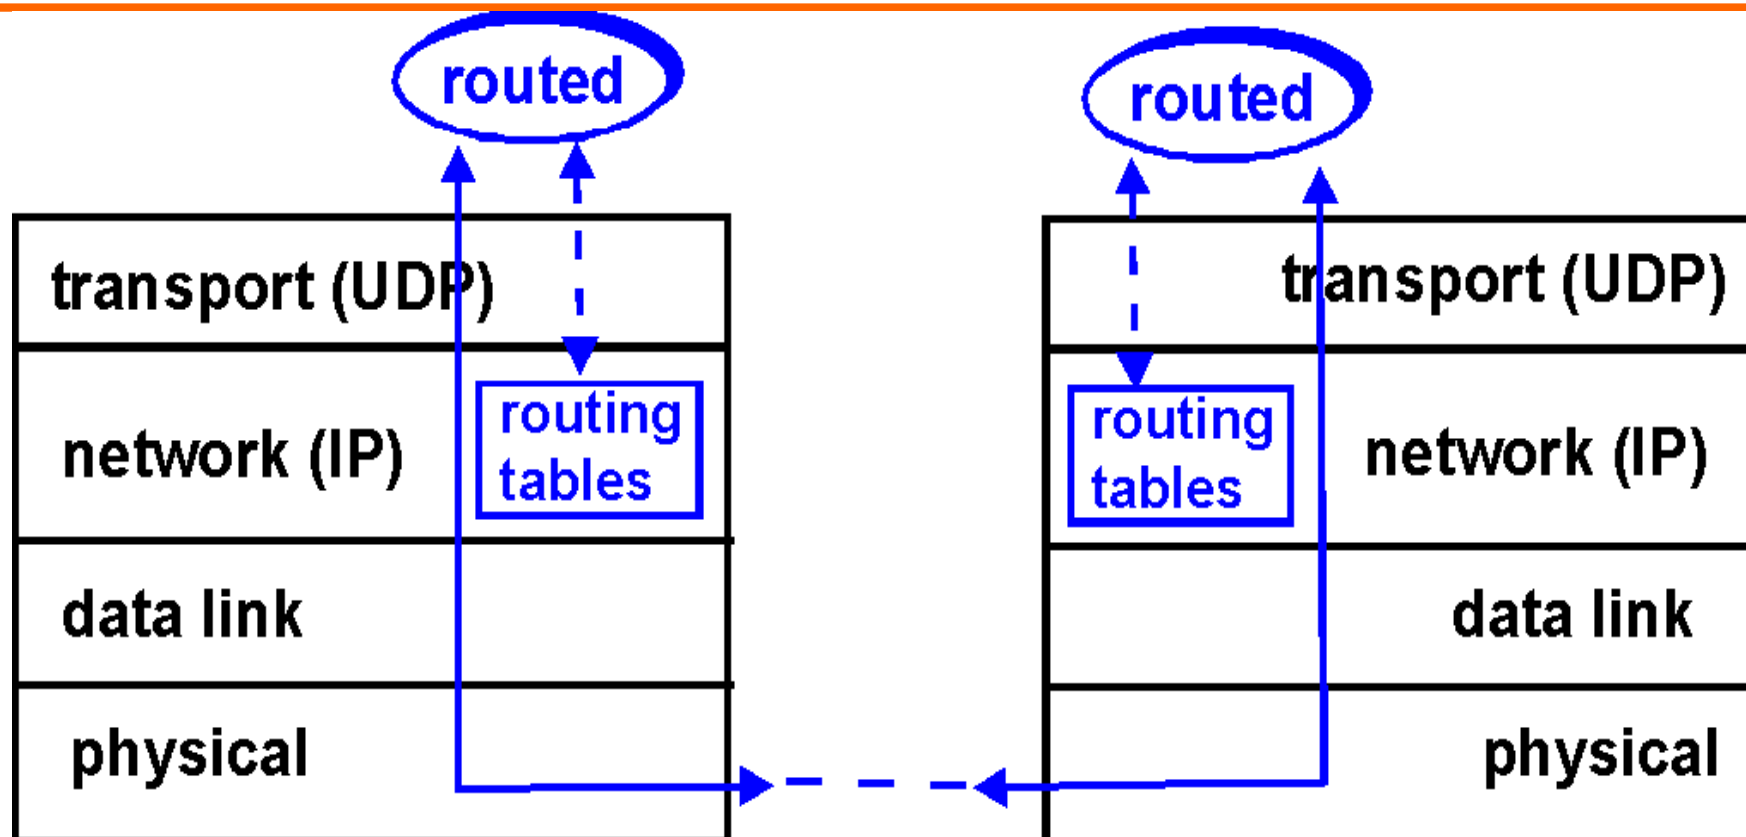 routed
transport (UDP)
routing
tables
network (IP)
data link
physical
routed
transport (UDP)
routing
tables
network (IP)
data link
physical